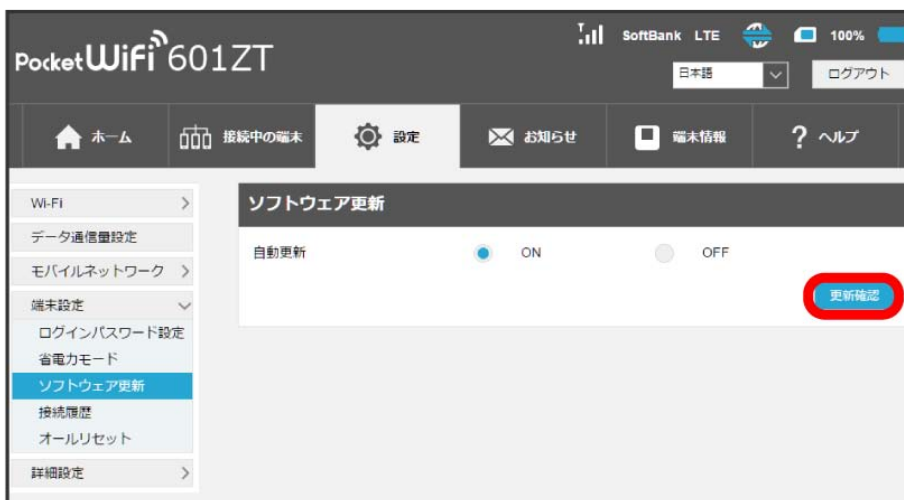 Pocket WiFi 601ZT
SoftBank LTE 100%
日本語 ログアウト
ホーム 接続中の端末 設定 お知らせ 端末情報 ? ヘルプ
Wi-Fi
データ通信量設定
モバイルネットワーク
端末設定
ログインパスワード設定
省電力モード
ソフトウェア更新
接続履歴
オールリセット
詳細設定
ソフトウェア更新
自動更新 ON OFF
更新確認